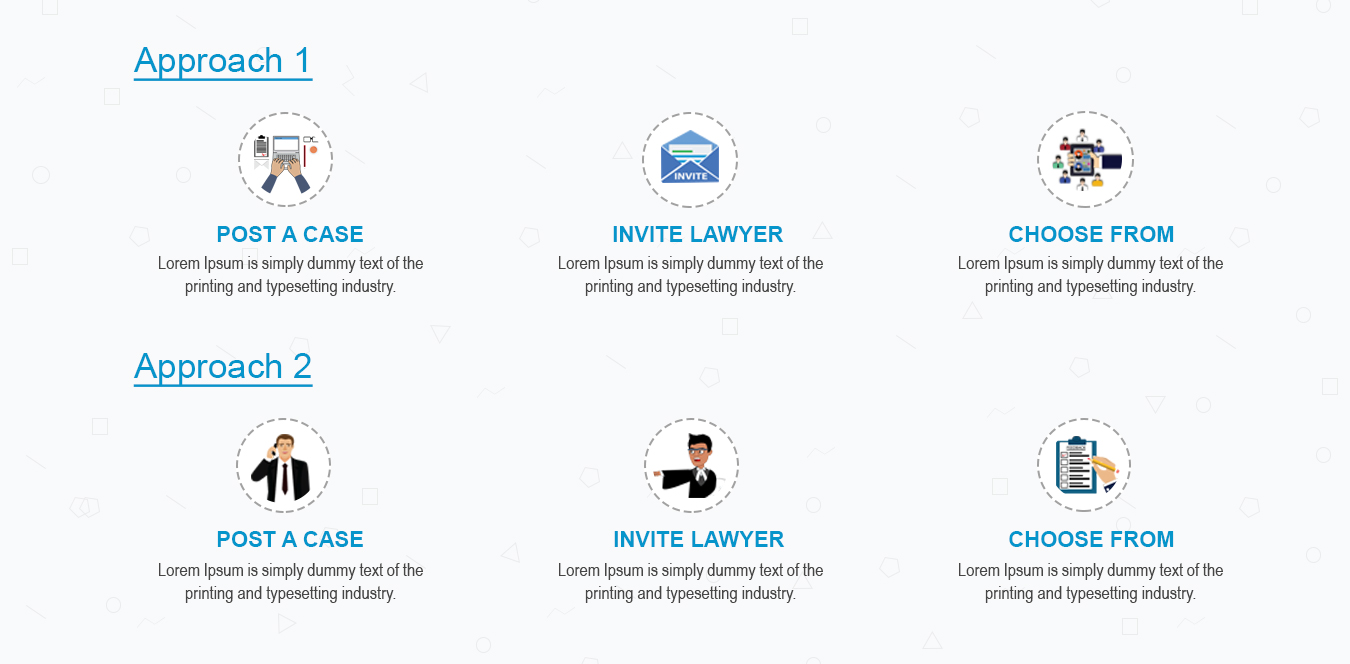 Approach 1
INVITE
POST A CASE
INVITE LAWYER
CHOOSE FROM
Lorem Ipsum is simply dummy text of the
printing and typesetting industry.
Lorem Ipsum is simply dummy text of the
printing and typesetting industry.
Lorem Ipsum is simply dummy text of the
printing and typesetting industry.
Approach 2
POST A CASE
INVITE LAWYER
CHOOSE FROM
Lorem Ipsum is simply dummy text of the
printing and typesetting industry.
Lorem Ipsum is simply dummy text of the
printing and typesetting industry.
Lorem Ipsum is simply dummy text of the
printing and typesetting industry.